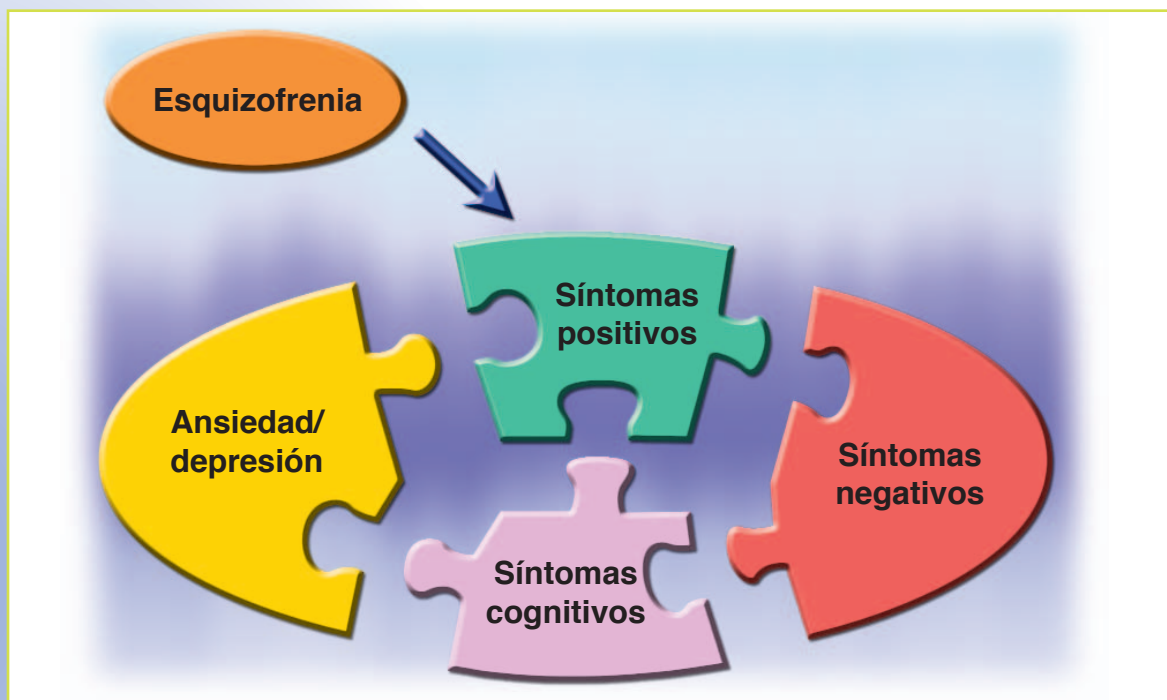 Esquizofrenia
Síntomas
positivos
Ansiedad/
depresión
Síntomas
negativos
Síntomas
cognitivos